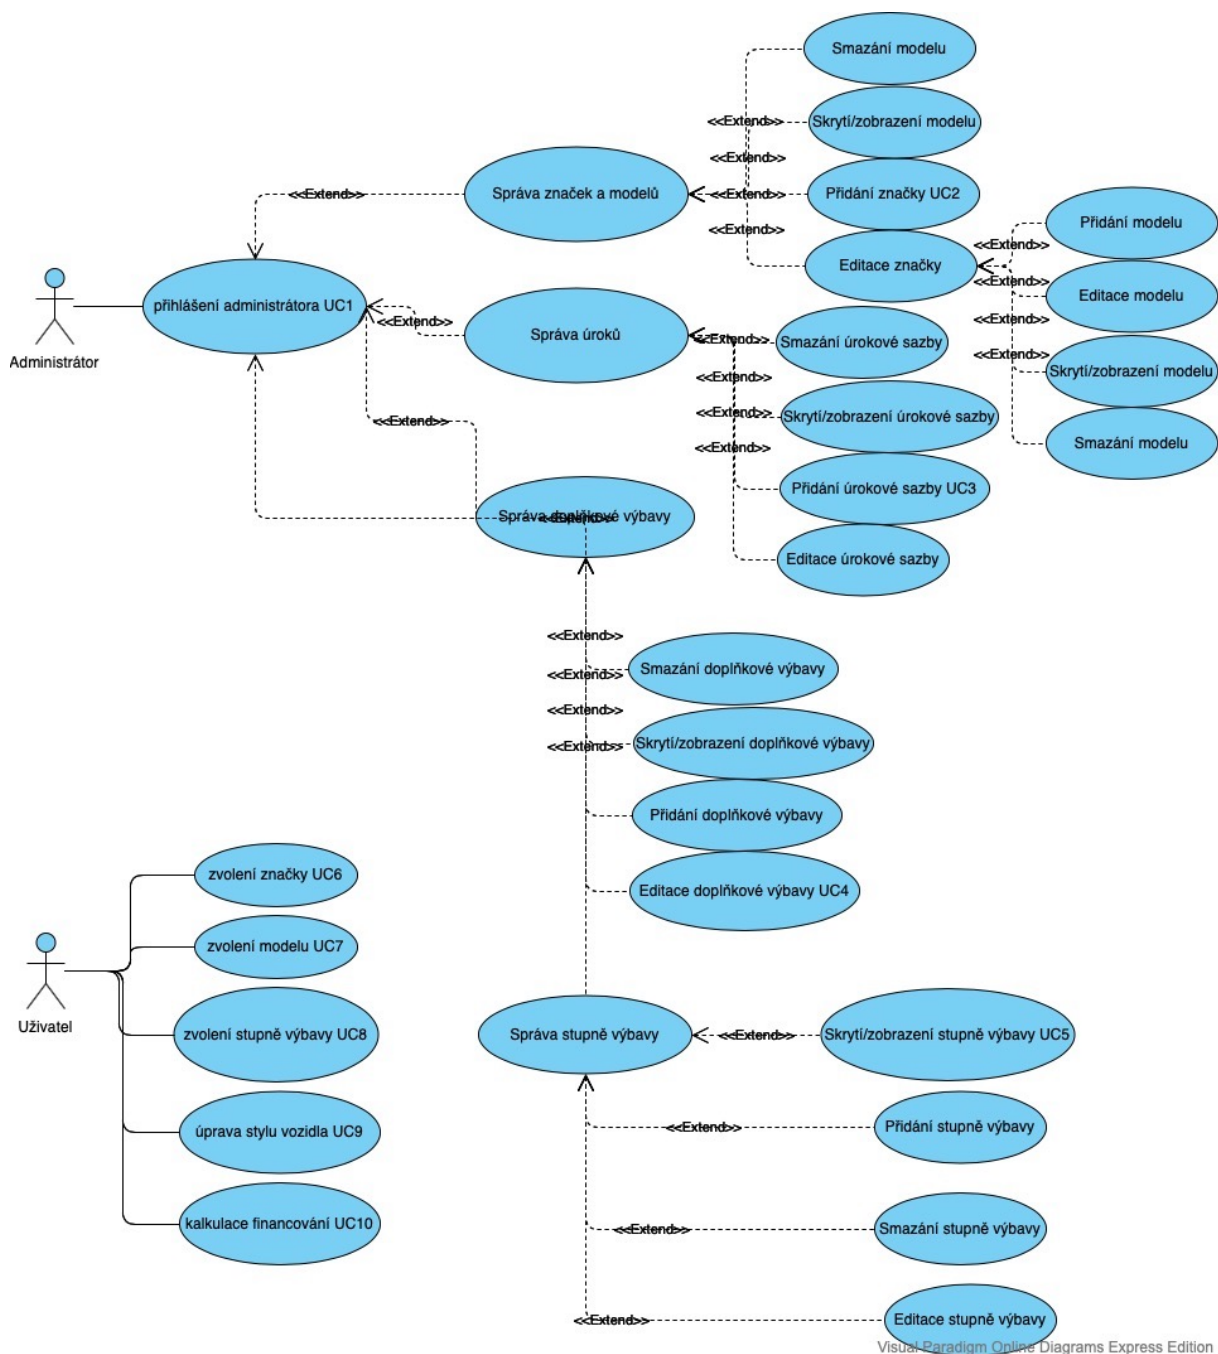 Smazání modelu
<<Extend>>
Skrytí/zobrazení modelu
<<Extend>>
<<Extend>>
Správa značek a modelů
<<Extend>>
Přidání značky UC2
Přidání modelu
<<Extend>>
<<Extend>>
Editace značky
<<Extend>>
Editace modelu
přihlášení administrátora UC1
<<Extend>>
Administrátor
<<Extend>>
Správa úroků
<<Extend>>
Smazání úrokové sazby
<<Extend>>
Skrytí/zobrazení modelu
<<Extend>>
<<Extend>>
<<Extend>>
Skrytí/zobrazení úrokové sazby
<<Extend>>
Smazání modelu
Přidání úrokové sazby UC3
Správa doplňkové výbavy
<<Extend>>
Editace úrokové sazby
<<Extend>>
Smazání doplňkové výbavy
<<Extend>>
<<Extend>>
<<Extend>>
Skrytí/zobrazení doplňkové výbavy
Přidání doplňkové výbavy
Editace doplňkové výbavy UC4
zvolení značky UC6
zvolení modelu UC7
Uživatel
zvolení stupně výbavy UC8
úprava stylu vozidla UC9
kalkulace financování UC10
Správa stupně výbavy
<<Extend>>
Skrytí/zobrazení stupně výbavy UC5
<<Extend>>
Přidání stupně výbavy
<<Extend>>
Smazání stupně výbavy
<<Extend>>
Editace stupně výbavy
Visual Paradigm Online Diagrams Express Edition